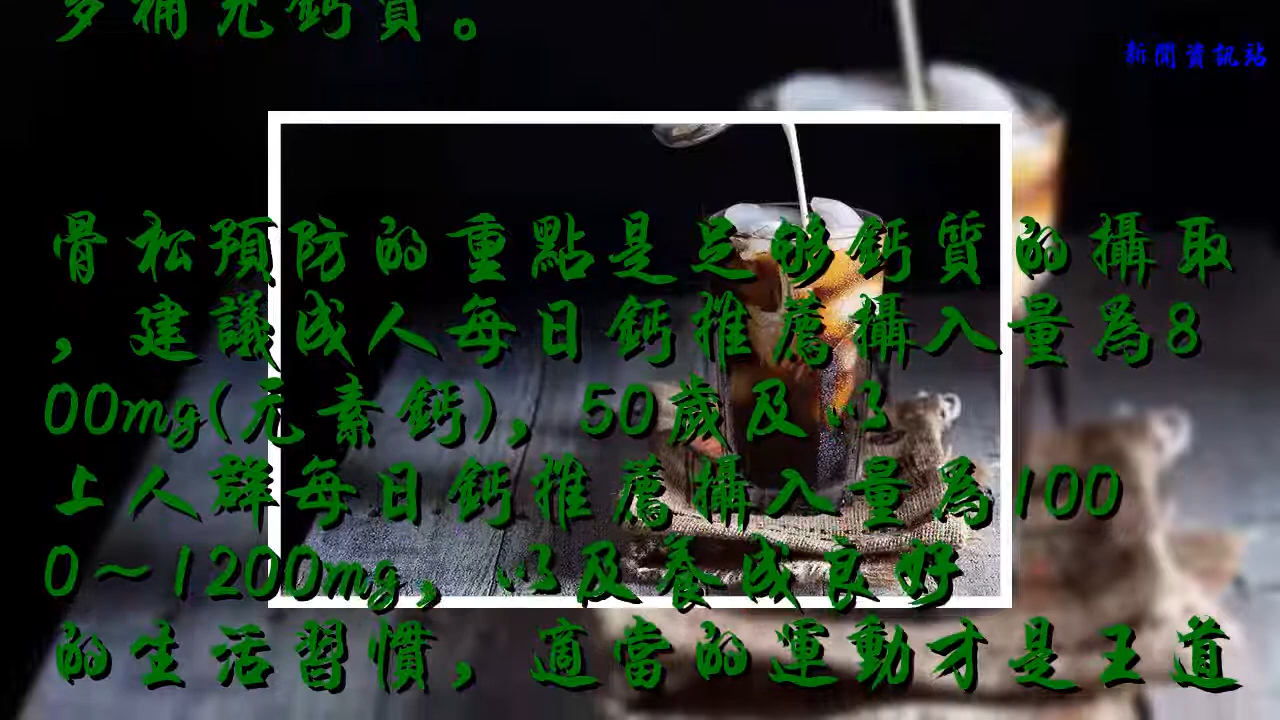 多補充鈣質。
新聞資訊站
骨松預防的重點是足够鈣質的攝取
，建議成人每日鈣推薦攝入量爲8
00mg(元素鈣)，50歲及以
上人群每日鈣推薦攝入量為100
0～1200mg，以及養成良好
的生活習慣，適當的運動才是王道